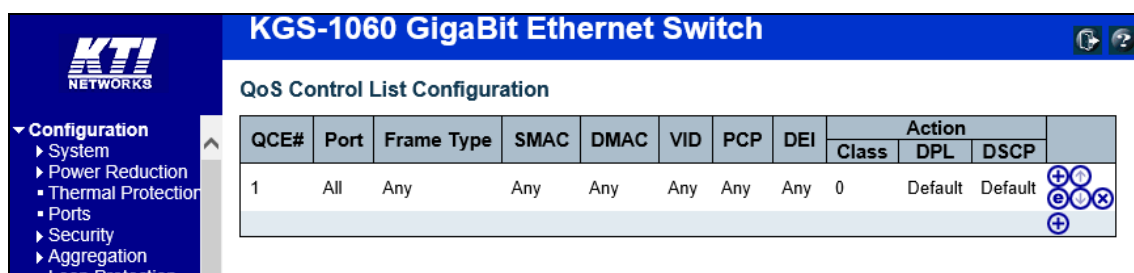 KTI
NETWORKS
KGS-1060 GigaBit Ethernet Switch
QoS Control List Configuration
Configuration
System
Power Reduction
Thermal Protection
Ports
Security
Aggregation
QCE# Port Frame Type SMAC DMAC VID PCP DEI Action
Class DPL DSCP
1 All Any Any Any Any Any Any 0 Default Default